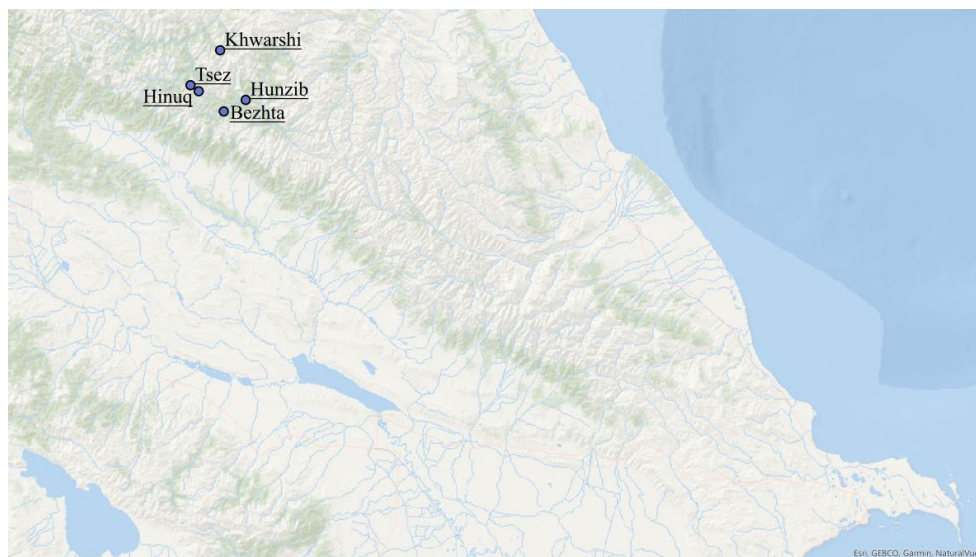 Khwarshi
Tsez
Hinuq
Hunzib
Bezhta
Esri, GEBCO, Garmin, NaturalVue